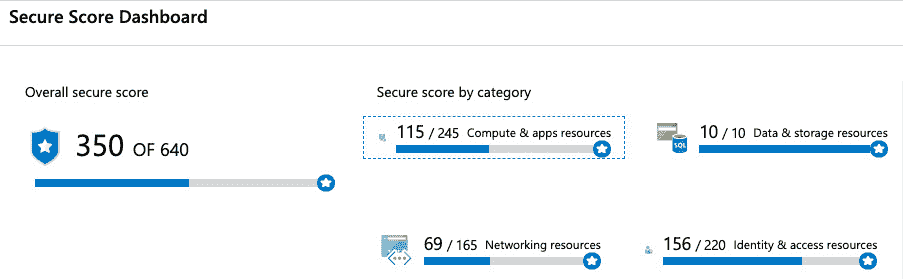 Secure Score Dashboard
Overall secure score
350 OF 640
Secure score by category
115 / 245 Compute & apps resources
10 / 10 Data & storage resources
SQL
69 / 165 Networking resources
156 / 220 Identity & access resources